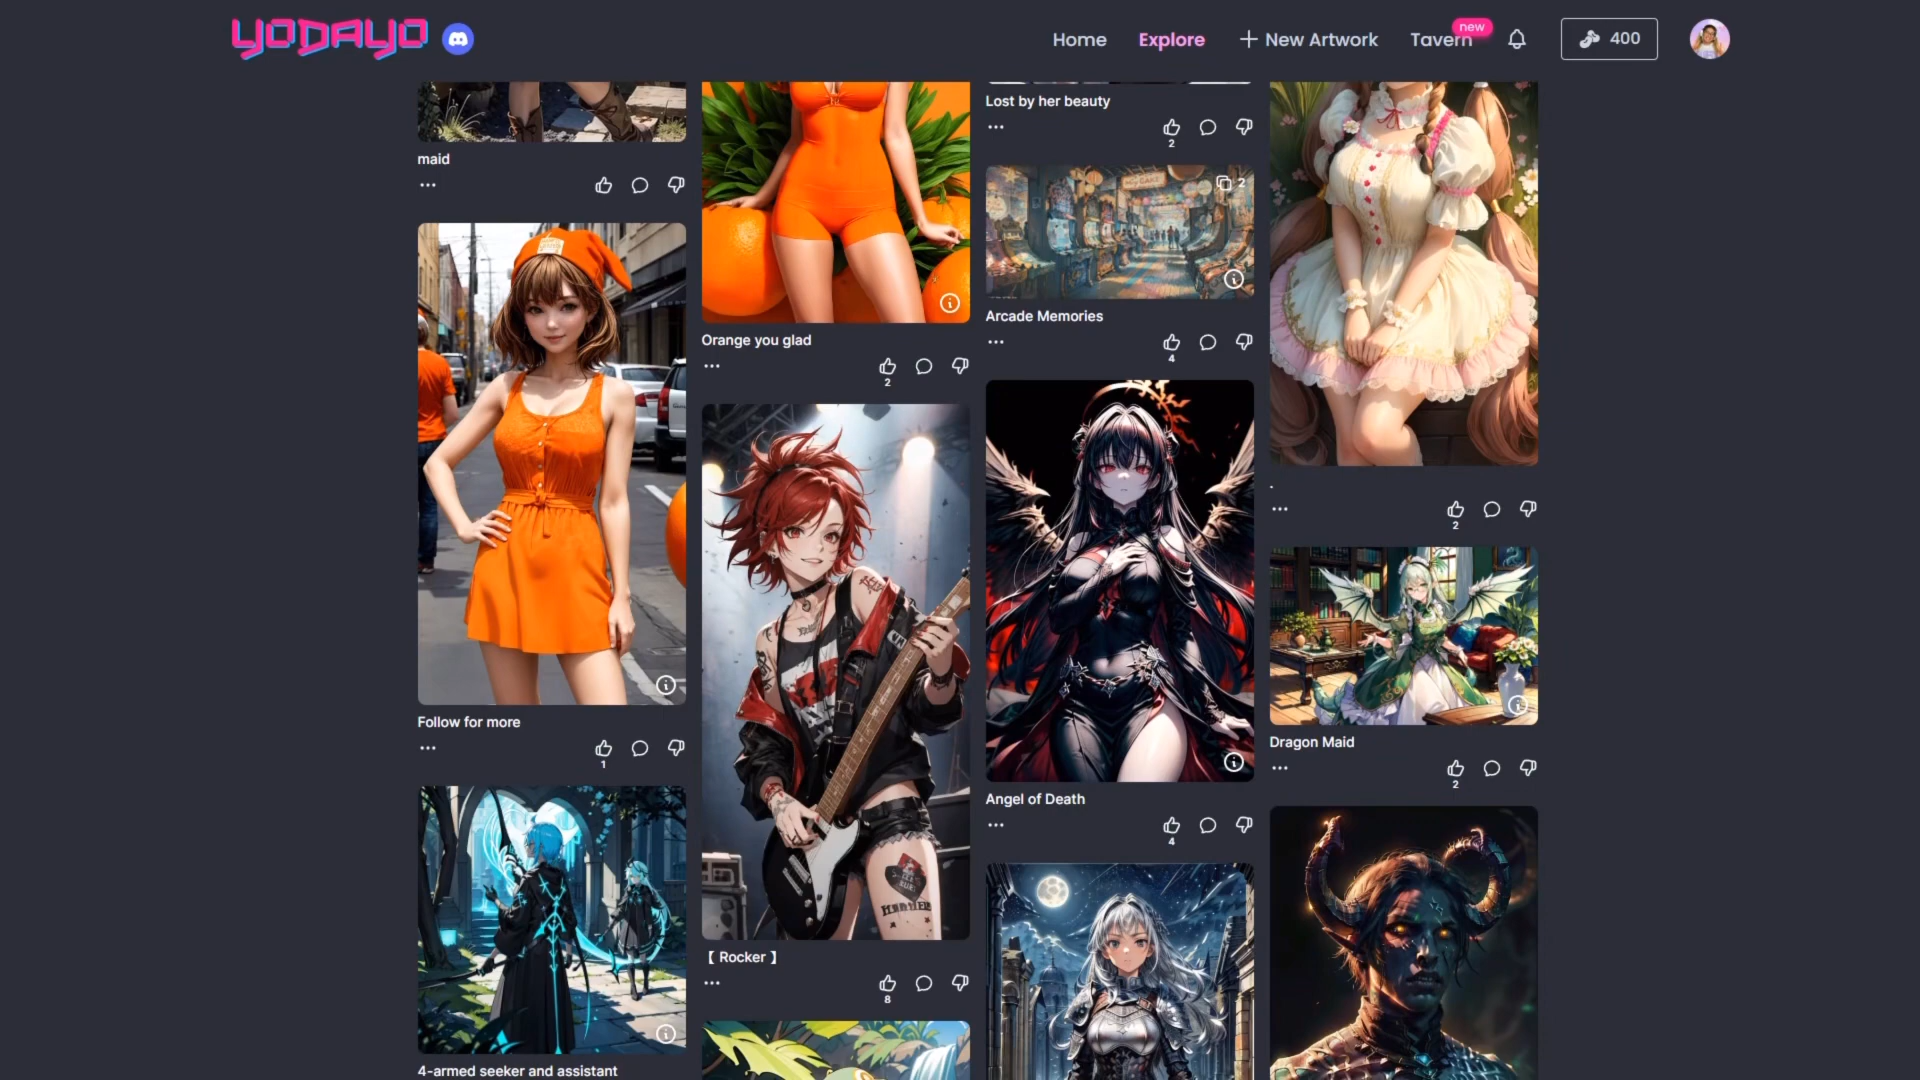 YODAYO
Home
Explore
New Artwork
Tavern
new
400
maid
Follow for more
1
4-armed seeker and assistant
Orange you glad
2
【 Rocker 】
8
Lost by her beauty
2
2
Arcade Memories
4
Angel of Death
4
.
2
Dragon Maid
2